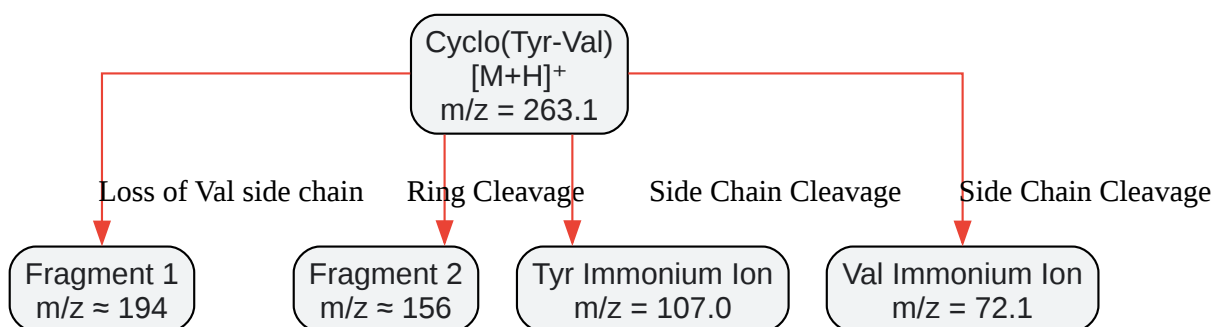 Cyclo(Tyr-Val)
[M+H]⁺
m/z = 263.1
Loss of Val side chain
Ring Cleavage
Side Chain Cleavage
Side Chain Cleavage
Fragment 1
m/z ≈ 194
Fragment 2
m/z ≈ 156
Tyr Immonium Ion
m/z = 107.0
Val Immonium Ion
m/z = 72.1